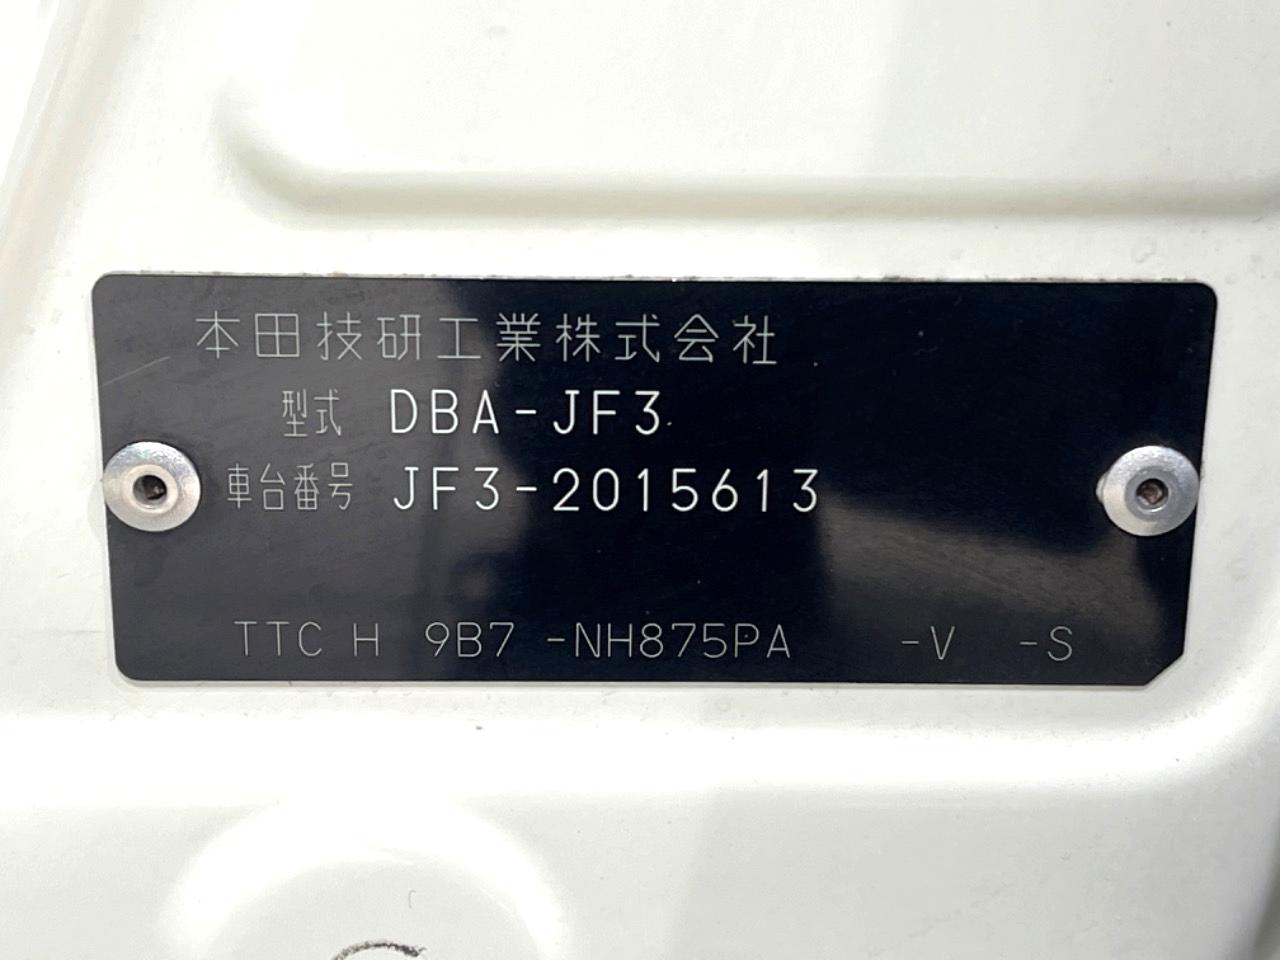 本田技研工業株式会社
型式 DBA-JF3
車台番号 JF3-2015613
TTC H 9B7 -NH875PA -V -S